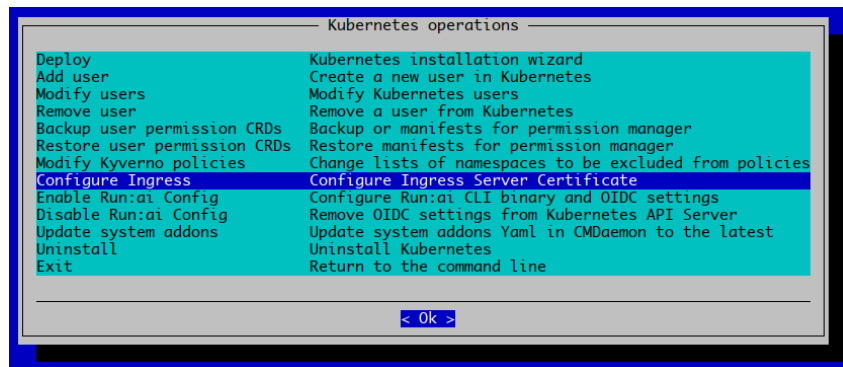 Kubernetes operations
Deploy Kubernetes installation wizard
Add user Create a new user in Kubernetes
Modify users Modify Kubernetes users
Remove user Remove a user from Kubernetes
Backup user permission CRDs Backup or manifests for permission manager
Restore user permission CRDs Restore manifests for permission manager
Modify Kyverno policies Change lists of namespaces to be excluded from policies
Configure Ingress Configure Ingress Server Certificate
Enable Run:ai Config Configure Run:ai CLI binary and OIDC settings
Disable Run:ai Config Remove OIDC settings from Kubernetes API Server
Update system addons Update system addons Yaml in CMDaemon to the latest
Uninstall Uninstall Kubernetes
Exit Return to the command line
< Ok >